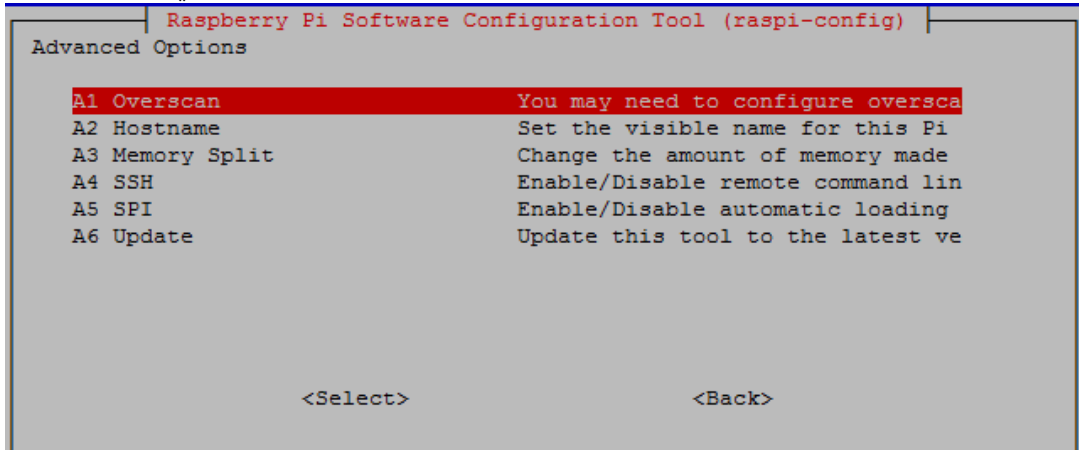 Raspberry Pi Software Configuration Tool (raspi-config)
Advanced Options
A1 Overscan You may need to configure oversca
A2 Hostname Set the visible name for this Pi
A3 Memory Split Change the amount of memory made
A4 SSH Enable/Disable remote command lin
A5 SPI Enable/Disable automatic loading
A6 Update Update this tool to the latest ve
<Select> <Back>